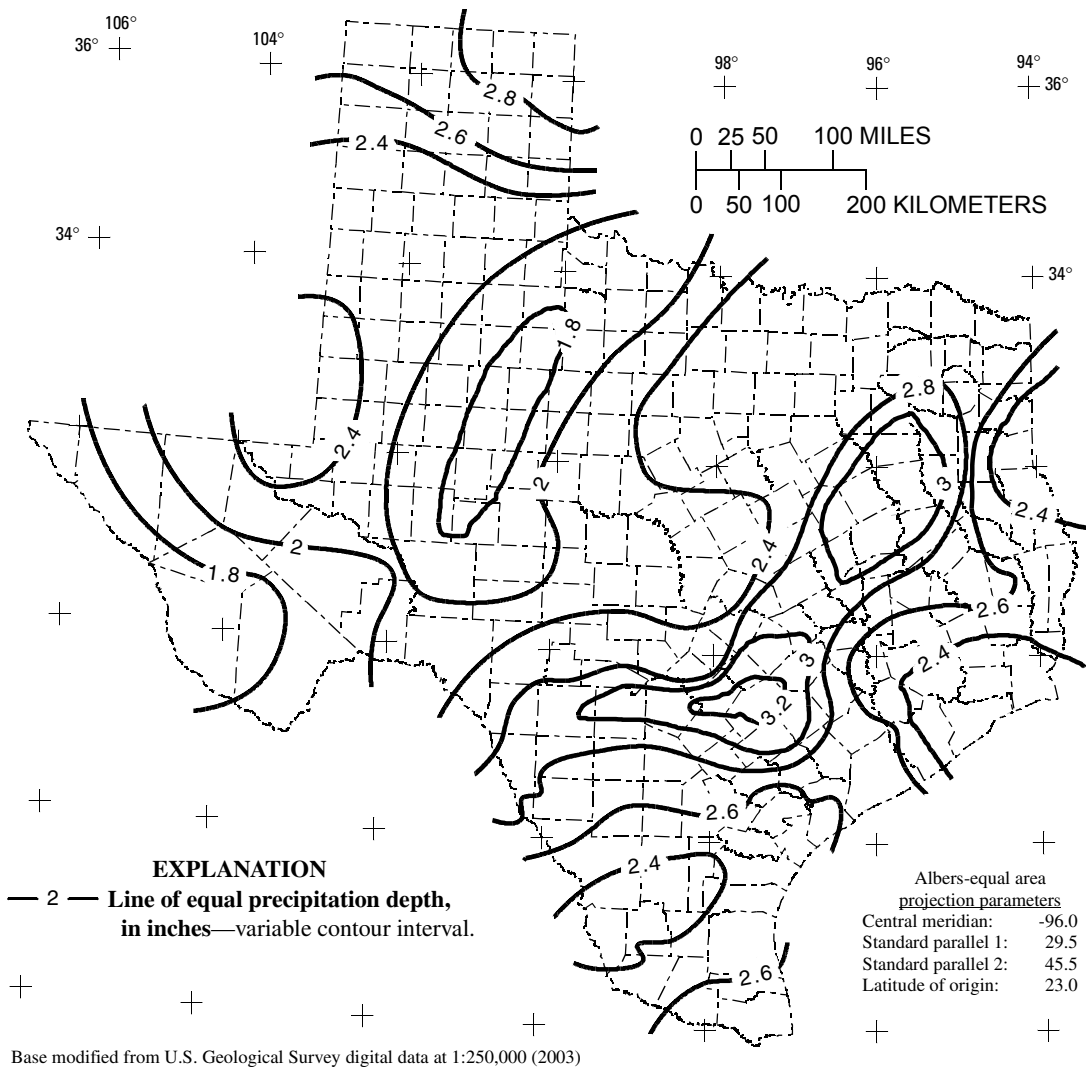 106°
36°
104°
98°
96°
94°
36°
2.8
2.6
2.4
0 25 50 100 MILES
0 50 100 200 KILOMETERS
34°
34°
1.8
2.8
2.4
2
3
2.4
2
2.4
1.8
2.6
3
2.4
3.2
2.6
2.4
2.6
EXPLANATION
2 Line of equal precipitation depth,
in inches—variable contour interval.
Albers-equal area
projection parameters
Central meridian: -96.0
Standard parallel 1: 29.5
Standard parallel 2: 45.5
Latitude of origin: 23.0
Base modified from U.S. Geological Survey digital data at 1:250,000 (2003)